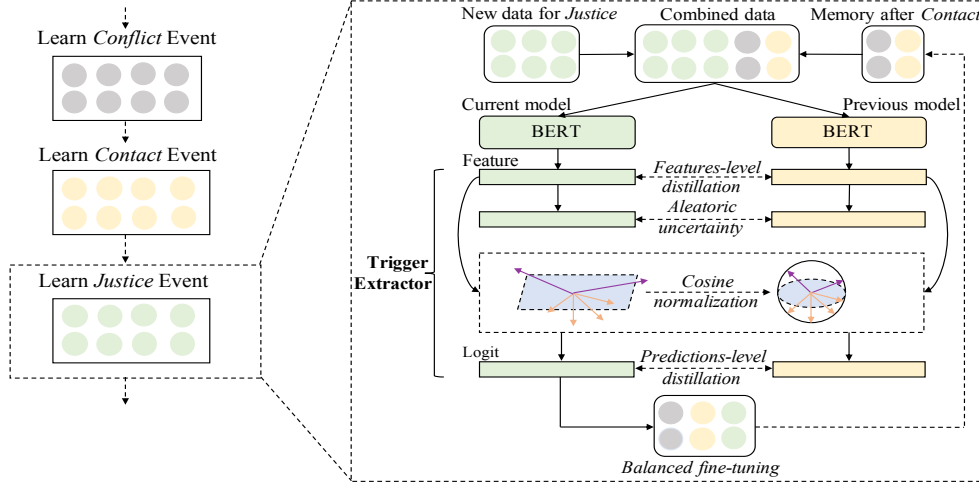 Learn Conflict Event
Learn Contact Event
Learn Justice Event
New data for Justice
Combined data
Memory after Contact
Current model
Previous model
BERT
BERT
Feature
Features-level
distillation
Aleatoric
uncertainty
Trigger
Extractor
Cosine
normalization
Logit
Predictions-level
distillation
Balanced fine-tuning